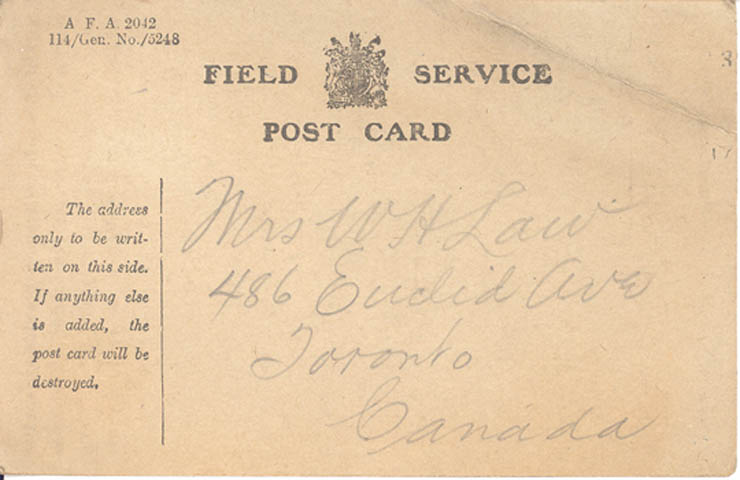 A F. A. 2042
114/Gen. No./5248
FIELD SERVICE
POST CARD
The address
only to be writ-
ten on this side.
If anything else
is added, the
post card will be
destroyed.
Mrs W H Law
486 Euclid Ave
Toronto
Canada
3
17